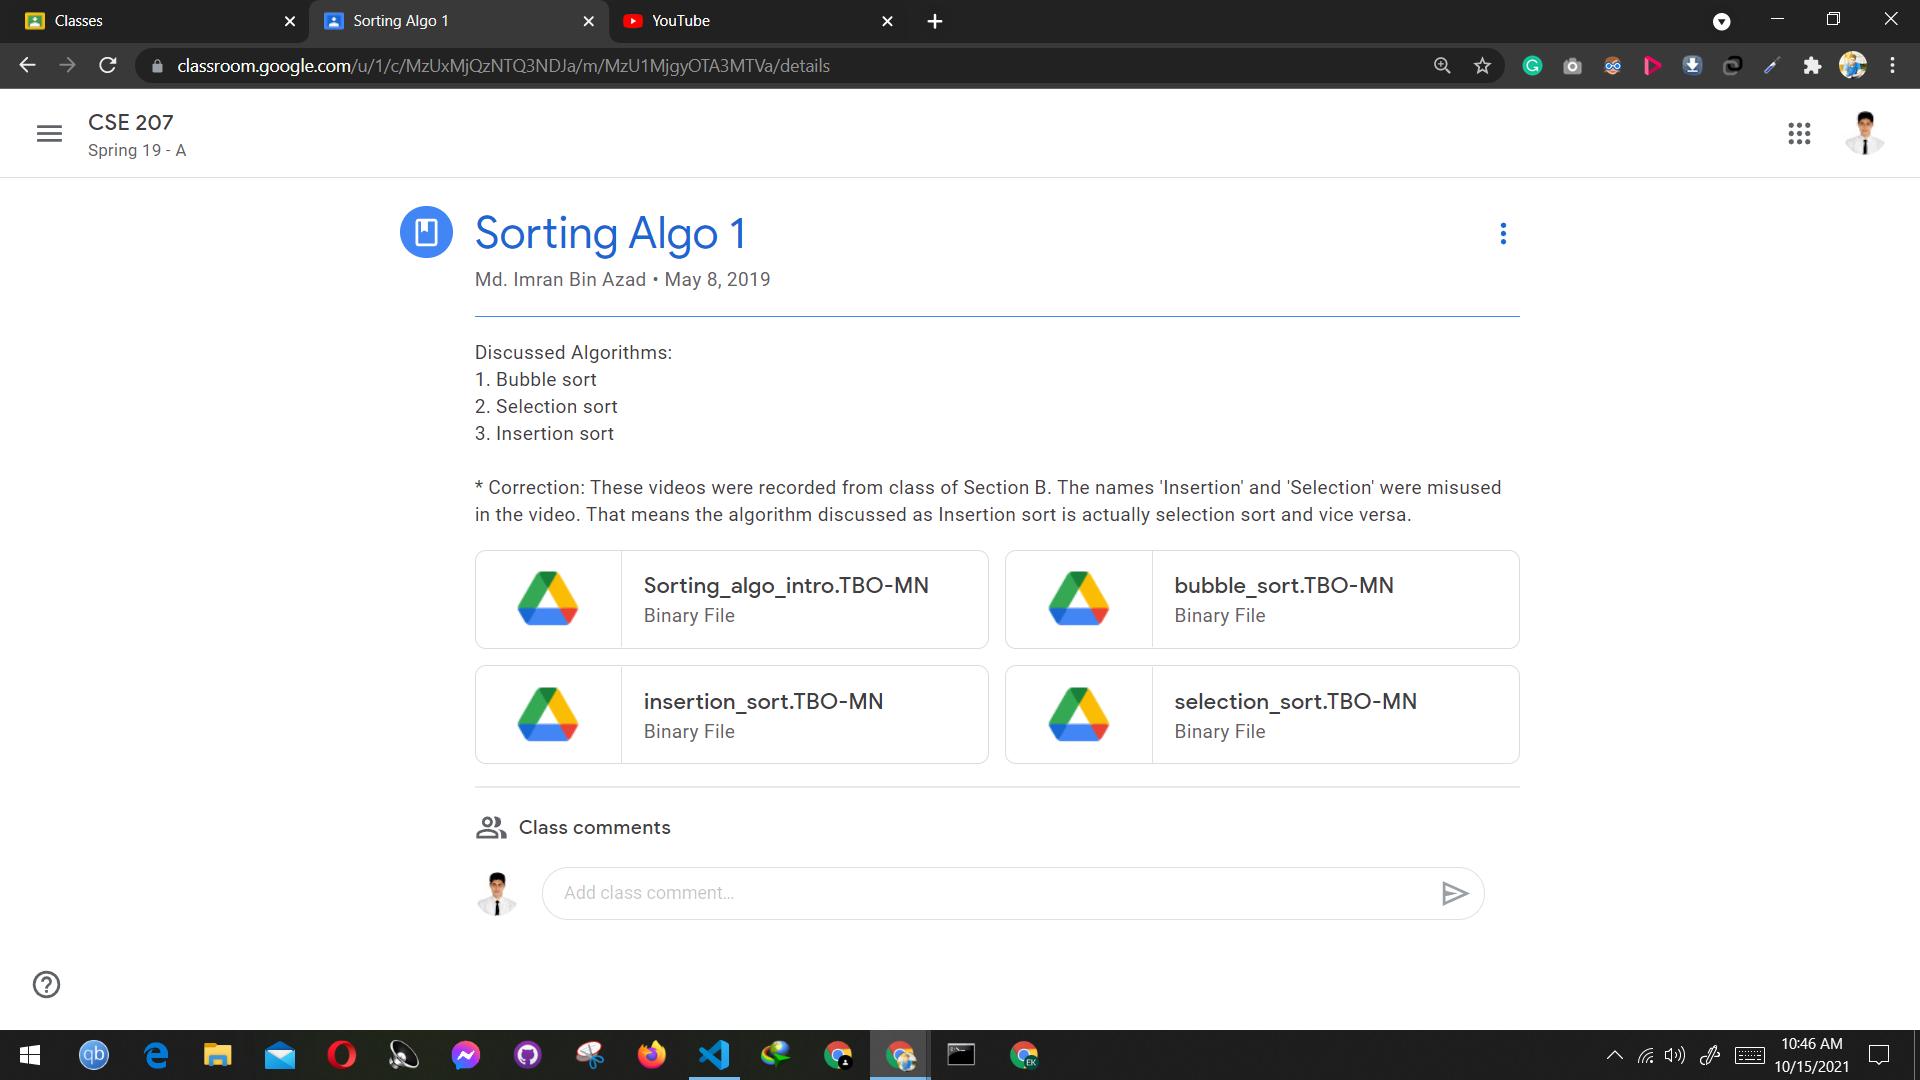 Classes
Sorting Algo 1
YouTube
classroom.google.com/u/1/c/MzUxMjQzNTQ3NDJa/m/MzU1MjgyOTA3MTVa/details
CSE 207
Spring 19 - A
Sorting Algo 1
Md. Imran Bin Azad • May 8, 2019
Discussed Algorithms:
1. Bubble sort
2. Selection sort
3. Insertion sort
* Correction: These videos were recorded from class of Section B. The names 'Insertion' and 'Selection' were misused
in the video. That means the algorithm discussed as Insertion sort is actually selection sort and vice versa.
Sorting_algo_intro.TBO-MN
Binary File
bubble_sort.TBO-MN
Binary File
insertion_sort.TBO-MN
Binary File
selection_sort.TBO-MN
Binary File
Class comments
Add class comment...
qb
EK
10:46 AM
10/15/2021